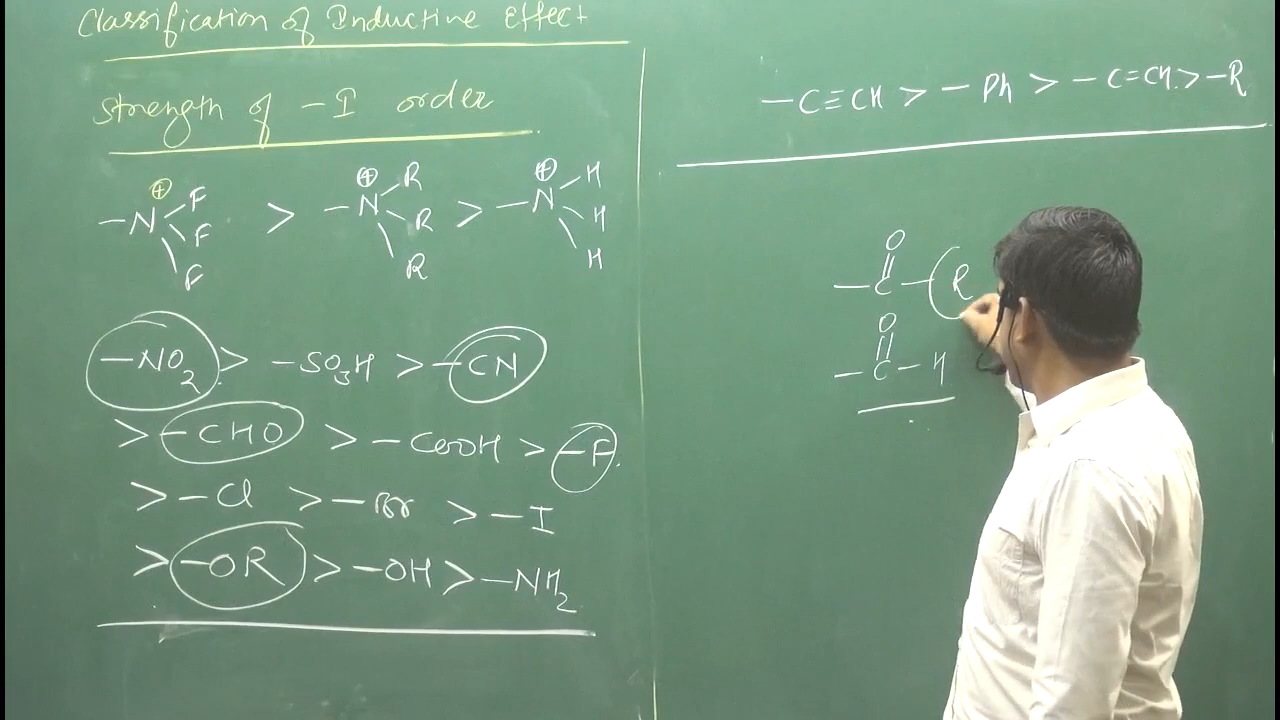 Classification of Inductive Effect
Strength of -I order
-N⊕ F F F > -N⊕ R R R > -N⊕ H H H
-NO2 > -SO3H > -CN
> -CHO > -COOH > -F.
> -Cl > -Br > -I
> -OR > -OH > -NH2
-C≡CH > -Ph > -C=CH > -R
O
-C-R
O
-C-H